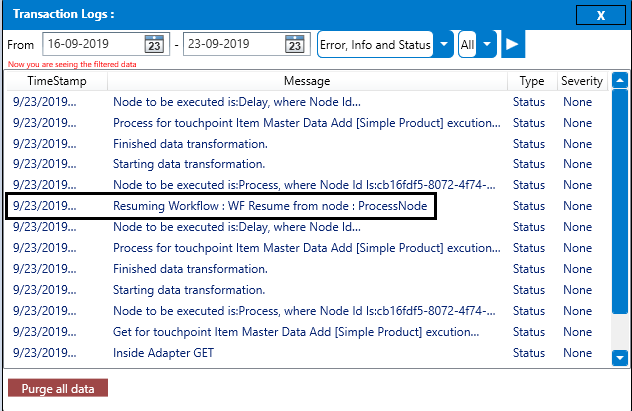 Transaction Logs :
X
From 16-09-2019 23 - 23-09-2019 23 Error, Info and Status All
Now you are seeing the filtered data
TimeStamp Message Type Severity
9/23/2019... Node to be executed is:Delay, where Node Id... Status None
9/23/2019... Process for touchpoint Item Master Data Add [Simple Product] excution... Status None
9/23/2019... Finished data transformation. Status None
9/23/2019... Starting data transformation. Status None
9/23/2019... Node to be executed is:Process, where Node Id Is:cb16fdf5-8072-4f74-... Status None
9/23/2019... Resuming Workflow : WF Resume from node : ProcessNode Status None
9/23/2019... Node to be executed is:Delay, where Node Id... Status None
9/23/2019... Process for touchpoint Item Master Data Add [Simple Product] excution... Status None
9/23/2019... Finished data transformation. Status None
9/23/2019... Starting data transformation. Status None
9/23/2019... Node to be executed is:Process, where Node Id Is:cb16fdf5-8072-4f74-... Status None
9/23/2019... Get for touchpoint Item Master Data Add [Simple Product] excution... Status None
9/23/2019... Inside Adapter GET Status None
Purge all data